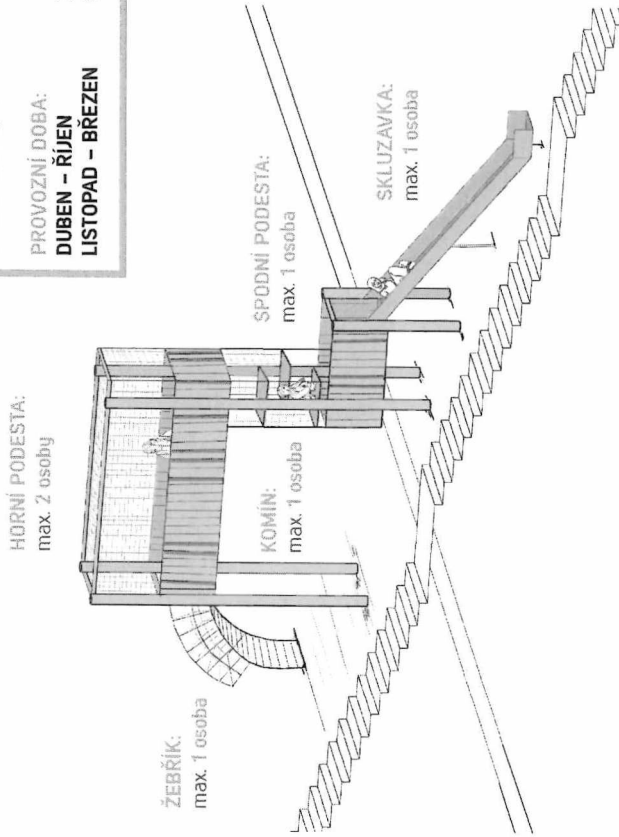 PROVOZNÍ DOBA:
DUBEN – ŘÍJEN
LISTOPAD – BŘEZEN
HORNÍ PODESTA:
max. 2 osoby
SPODNÍ PODESTA:
max. 1 osoba
SKLUZAVKA:
max. 1 osoba
KOMÍN:
max. 1 osoba
ŽEBŘÍK:
max. 1 osoba